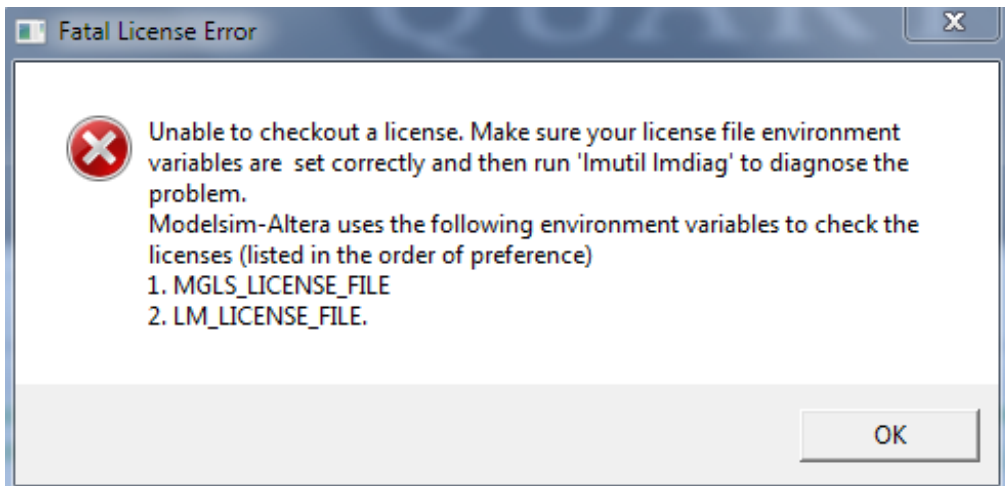 QUAR
Fatal License Error
X
Unable to checkout a license. Make sure your license file environment
variables are  set correctly and then run 'lmutil lmdiag' to diagnose the
problem.
Modelsim-Altera uses the following environment variables to check the
licenses (listed in the order of preference)
1. MGLS_LICENSE_FILE
2. LM_LICENSE_FILE.
OK